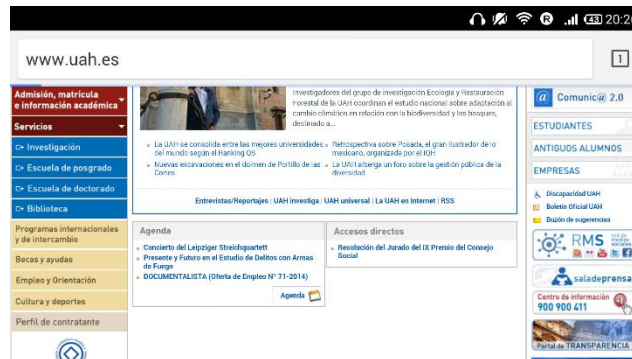 43 20:20
www.uah.es
1
Admisión, matrícula
e información académica
Servicios
Investigación
Escuela de posgrado
Escuela de doctorado
Biblioteca
Programas internacionales
y de intercambio
Becas y ayudas
Empleo y Orientación
Cultura y deportes
Perfil de contratante
Investigadores del grupo de investigación Ecología y Restauración
Forestal de la UAH coordinan el estudio nacional sobre adaptación al
cambio climático en relación con la biodiversidad y los bosques,
destinado a...
La UAH se consolida entre las mejores universidades
del mundo según el Ranking QS
Nuevas excavaciones en el dolmen de Portillo de las
Cortes
Retrospectiva sobre Posada, el gran ilustrador de lo
mexicano, organizada por el IQH
La UAH alberga un foro sobre la gestión pública de la
diversidad
Entrevistas/Reportajes | UAH investiga | UAH universal | La UAH en Internet | RSS
Agenda
Concierto del Leipziger Streichquartett
Presente y Futuro en el Estudio de Delitos con Armas
de Fuego
DOCUMENTALISTA (Oferta de Empleo Nº 71-2014)
Agenda
Accesos directos
Resolución del Jurado del IX Premio del Consejo
Social
Comunic@ 2.0
ESTUDIANTES
ANTIGUOS ALUMNOS
EMPRESAS
Discapacidad UAH
Boletín Oficial UAH
Buzón de sugerencias
RMS
saladeprensa
Centro de información
900 900 411
Portal de TRANSPARENCIA